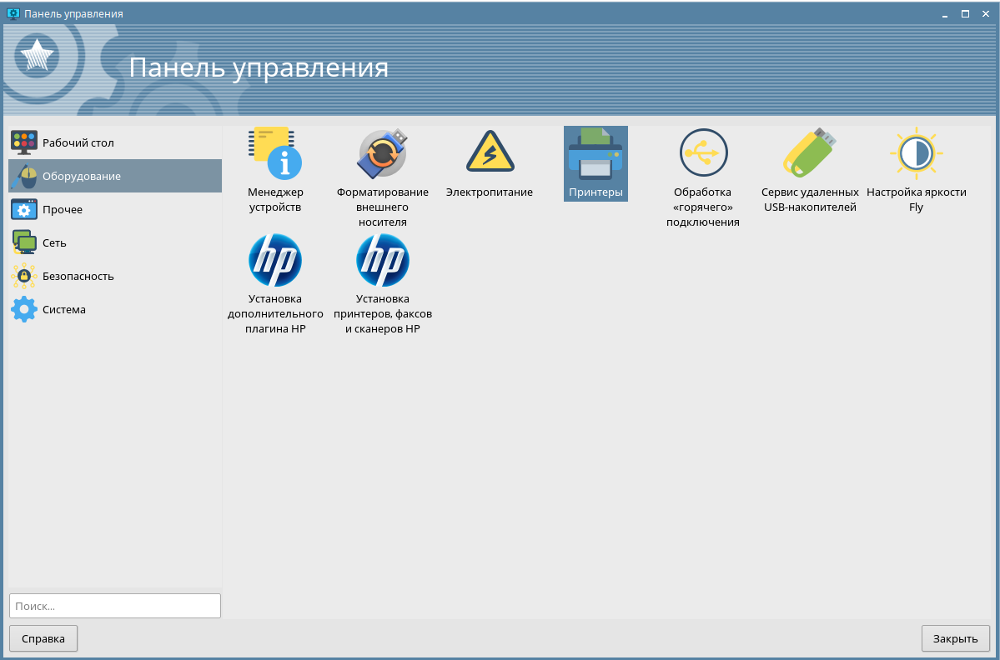 Панель управления
Панель управления
Рабочий стол
Оборудование
Прочее
Сеть
Безопасность
Система
Менеджер
устройств
Форматирование
внешнего
носителя
Электропитание
Принтеры
Обработка
«горячего»
подключения
Сервис удаленных
USB-накопителей
Настройка яркости
Fly
hp
Установка
дополнительного
плагина HP
hp
Установка
принтеров, факсов
и сканеров HP
Поиск...
Справка
Закрыть